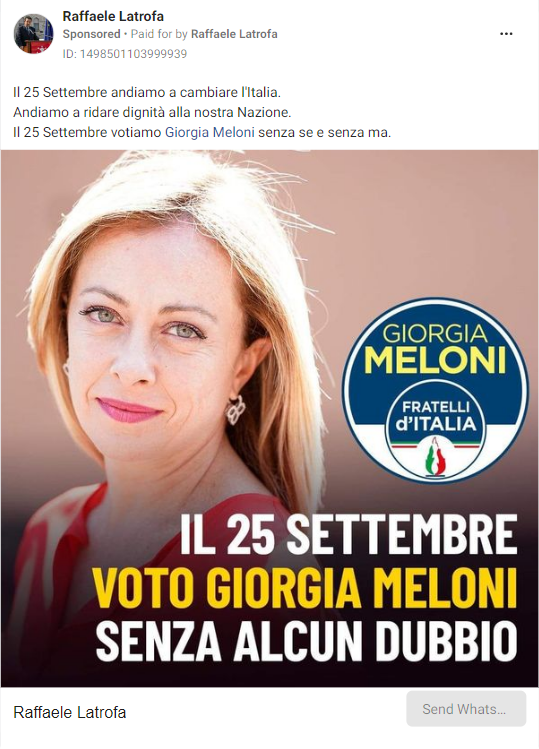 Raffaele Latrofa
Sponsored • Paid for by Raffaele Latrofa
ID: 1498501103999939
Il 25 Settembre andiamo a cambiare l'Italia.
Andiamo a ridare dignità alla nostra Nazione.
Il 25 Settembre votiamo Giorgia Meloni senza se e senza ma.
GIORGIA
MELONI
FRATELLI
d'ITALIA
IL 25 SETTEMBRE
VOTO GIORGIA MELONI
SENZA ALCUN DUBBIO
Raffaele Latrofa
Send Whats...